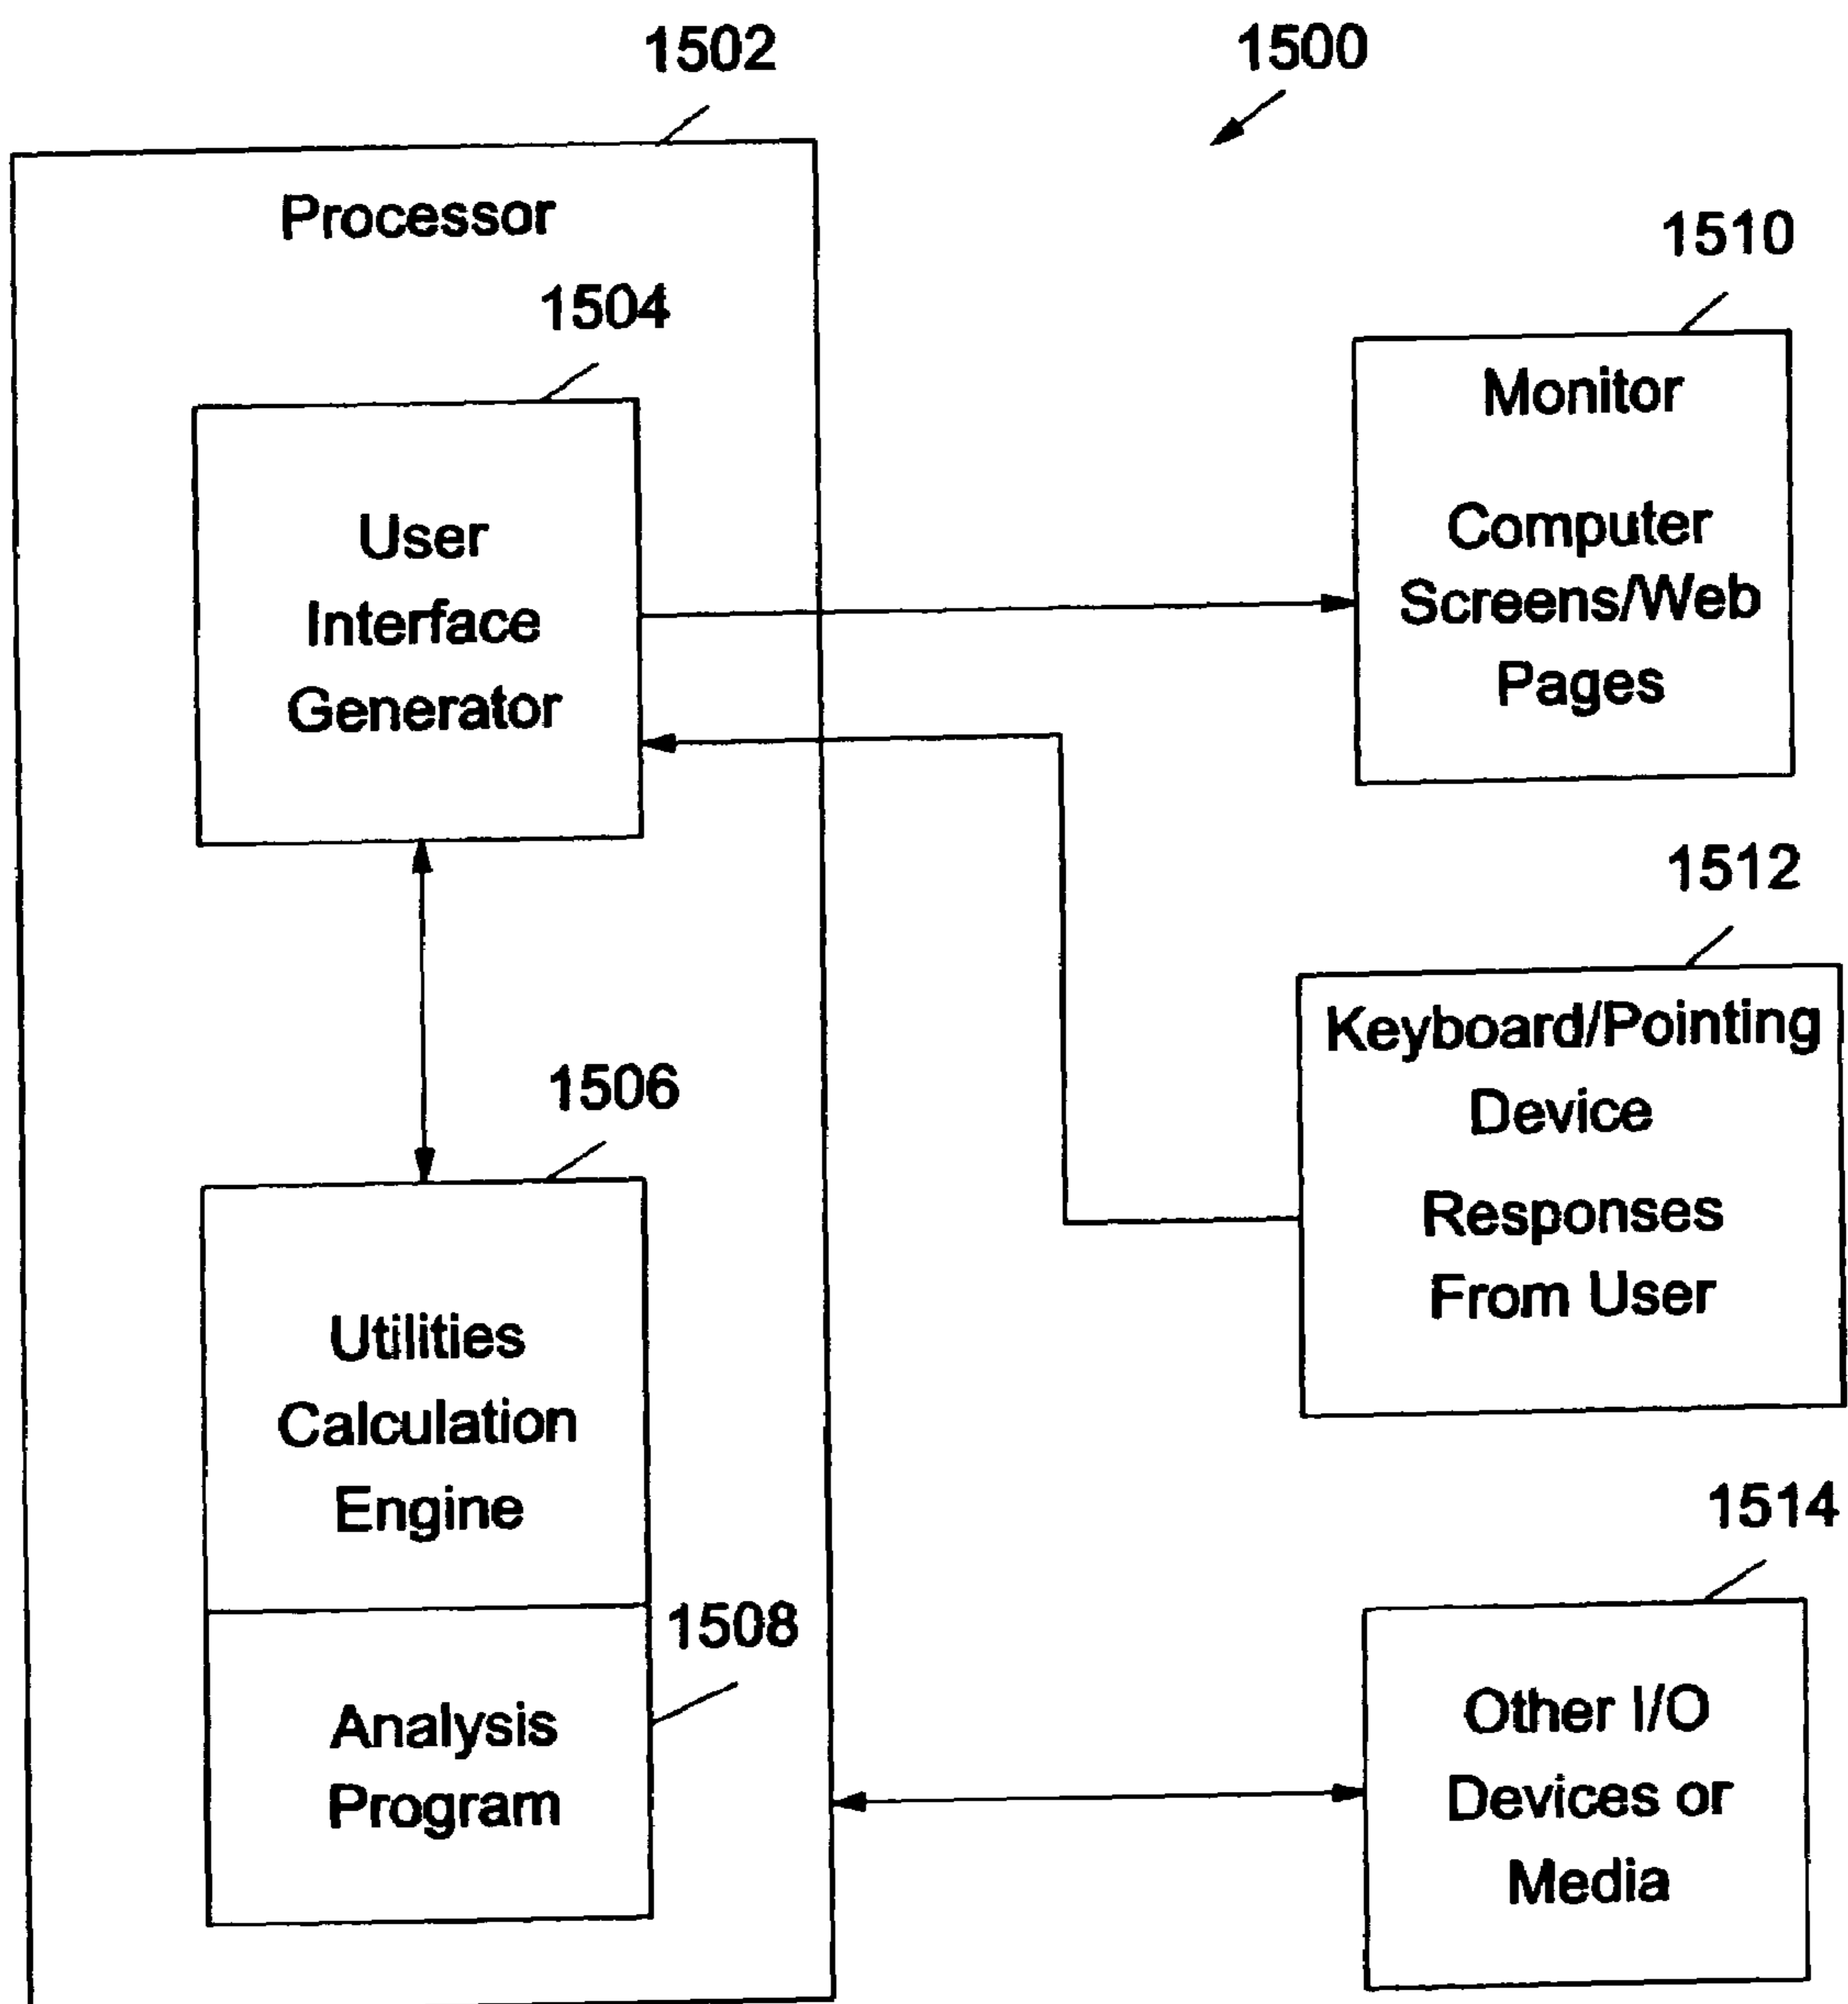 1502
1500
Processor
1504
User
Interface
Generator
1510
Monitor
Computer
Screens/Web
Pages
1512
Keyboard/Pointing
Device
Responses
From User
1506
Utilities
Calculation
Engine
1508
Analysis
Program
1514
Other I/O
Devices or
Media